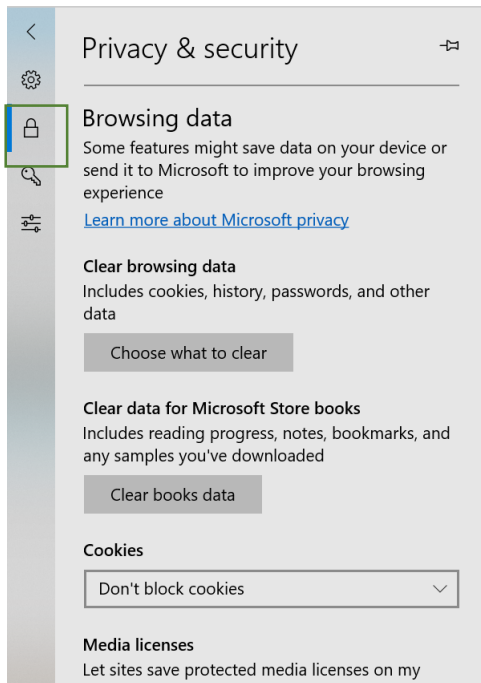 Privacy & security
Browsing data
Some features might save data on your device or
send it to Microsoft to improve your browsing
experience
Learn more about Microsoft privacy
Clear browsing data
Includes cookies, history, passwords, and other
data
Choose what to clear
Clear data for Microsoft Store books
Includes reading progress, notes, bookmarks, and
any samples you've downloaded
Clear books data
Cookies
Don't block cookies
Media licenses
Let sites save protected media licenses on my